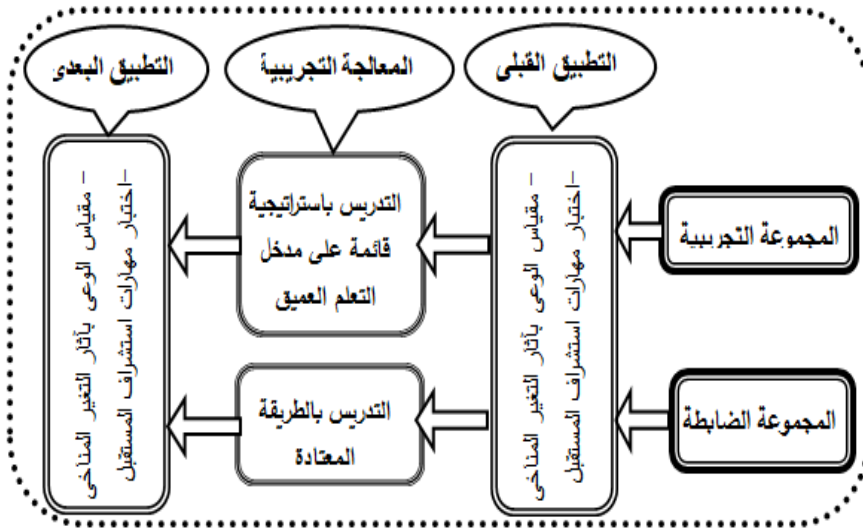 التطبيق القبلى
المعالجة التجريبية
التطبيق البعدى
المجموعة التجريبية
المجموعة الضابطة
–اختبار مهارات استشراف المستقبل
– مقياس الوعى بآثار التغير المناخى
التدريس باستراتيجية
قائمة على مدخل
التعلم العميق
التدريس بالطريقة
المعتادة
–اختبار مهارات استشراف المستقبل
– مقياس الوعى بآثار التغير المناخى